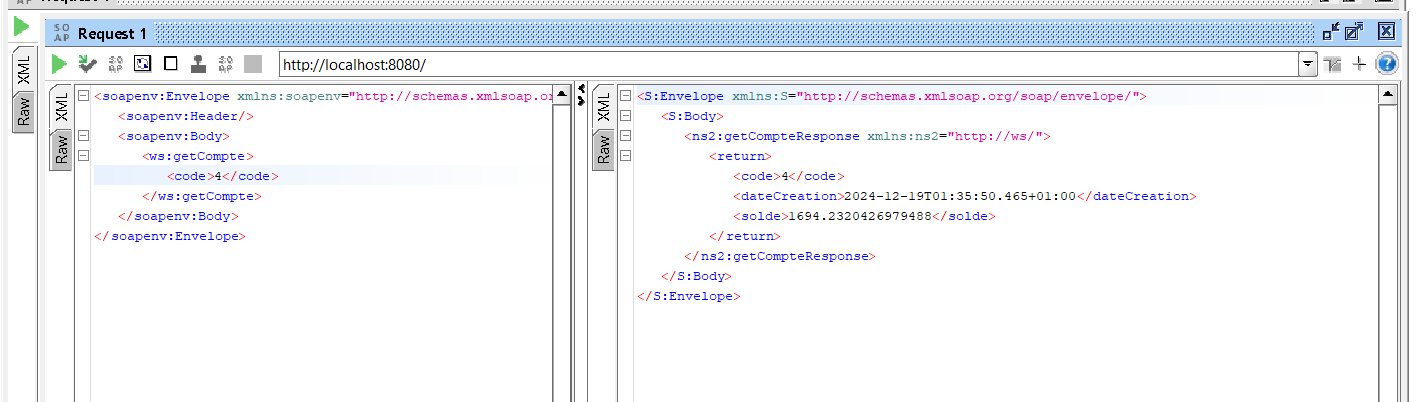 Request 1
SO
AP
Request 1
http://localhost:8080/
XML
Raw
XML
Raw
<soapenv:Envelope xmlns:soapenv="http://schemas.xmlsoap.or
<soapenv:Header/>
<soapenv:Body>
<ws:getCompte>
<code>4</code>
</ws:getCompte>
</soapenv:Body>
</soapenv:Envelope>
XML
Raw
<S:Envelope xmlns:S="http://schemas.xmlsoap.org/soap/envelope/">
<S:Body>
<ns2:getCompteResponse xmlns:ns2="http://ws/">
<return>
<code>4</code>
<dateCreation>2024-12-19T01:35:50.465+01:00</dateCreation>
<solde>1694.2320426979488</solde>
</return>
</ns2:getCompteResponse>
</S:Body>
</S:Envelope>